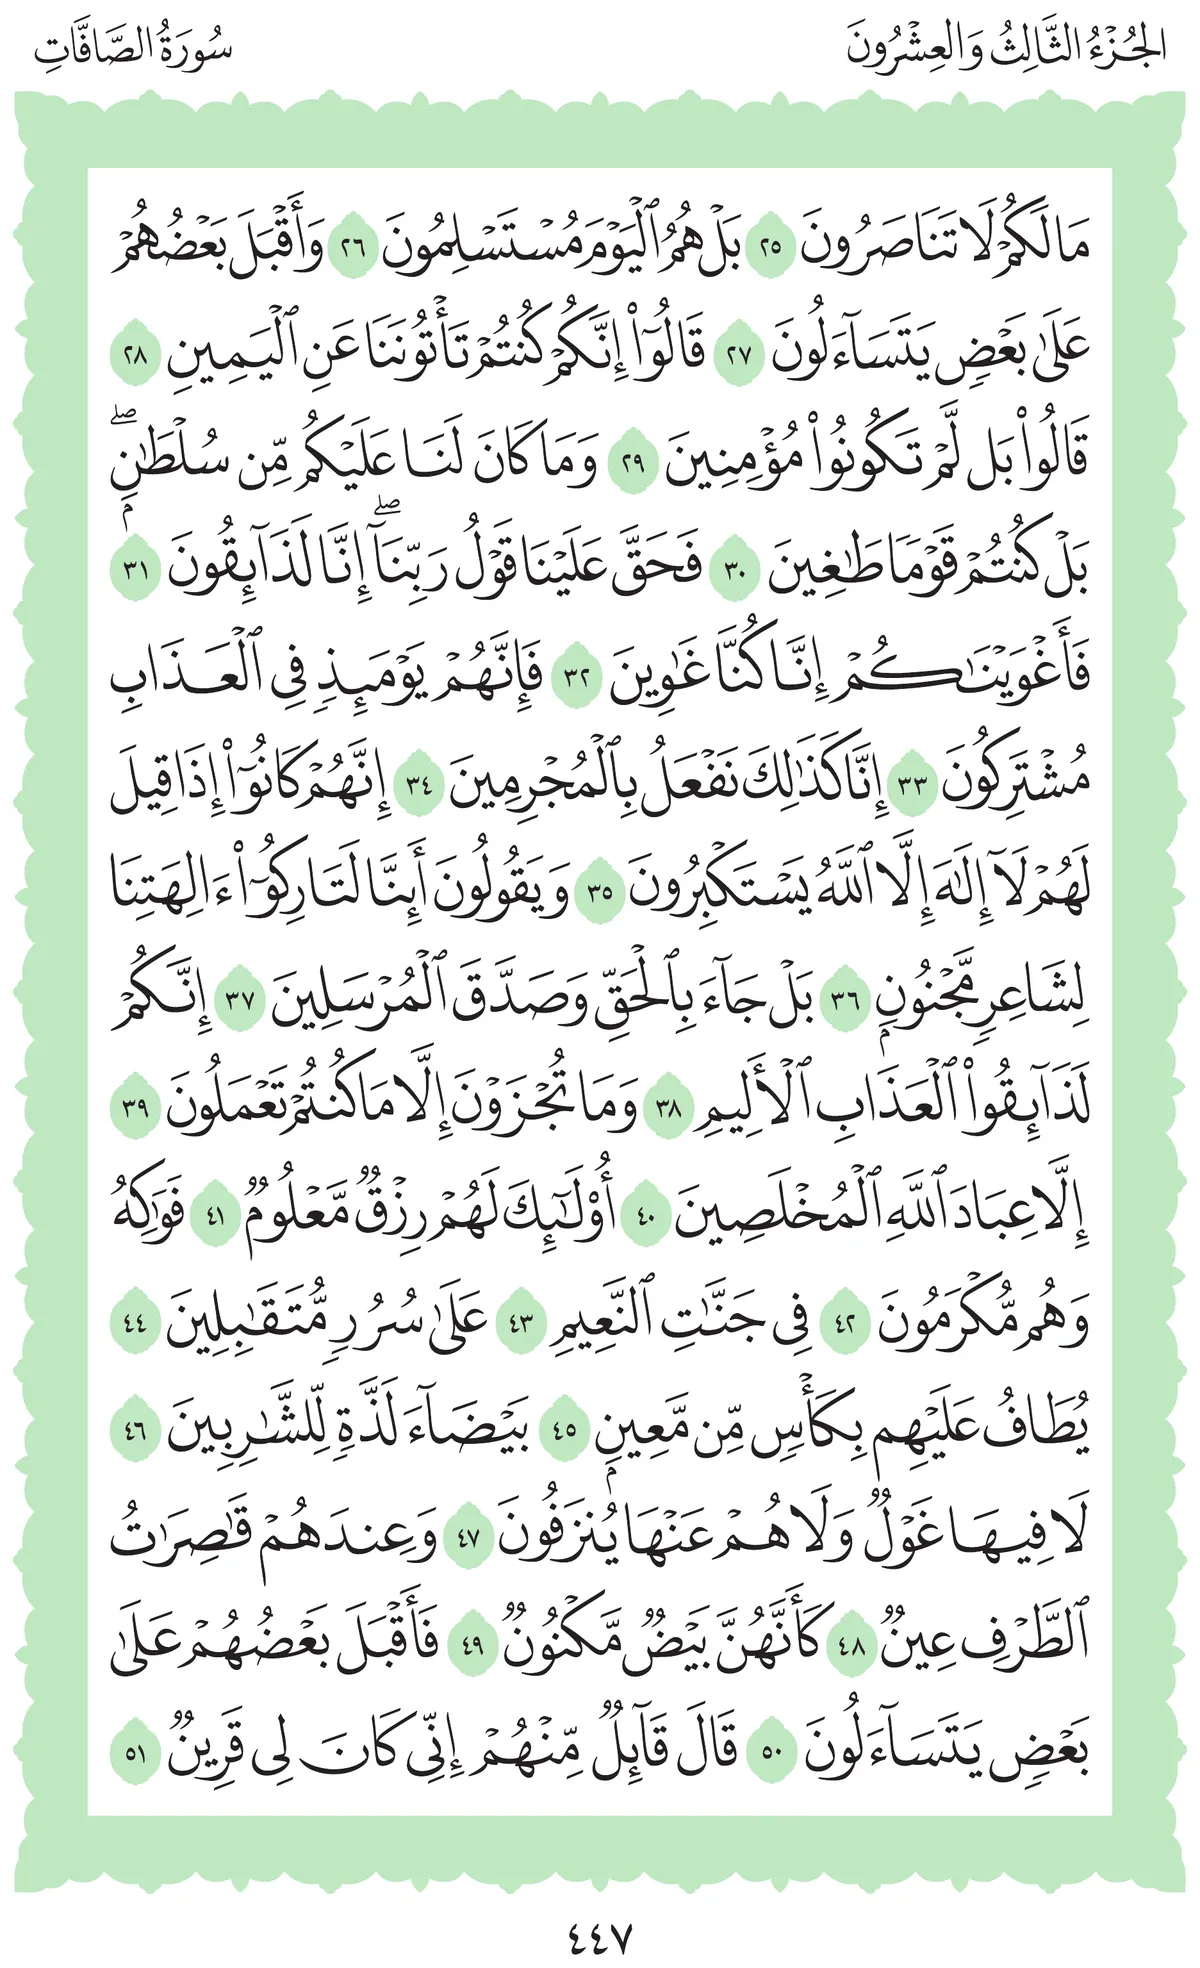 الجُزْءُ الثَّالِثُ وَالعِشْرُونَ سُورَةُ الصَّافَّاتِ
مَا لَكُمْ لَا تَنَاصَرُونَ ٢٥ بَلْ هُمُ ٱلْيَوْمَ مُسْتَسْلِمُونَ ٢٦ وَأَقْبَلَ بَعْضُهُمْ
عَلَىٰ بَعْضٍ يَتَسَآءَلُونَ ٢٧ قَالُوٓا۟ إِنَّكُمْ كُنتُمْ تَأْتُونَنَا عَنِ ٱلْيَمِينِ ٢٨
قَالُوا۟ بَل لَّمْ تَكُونُوا۟ مُؤْمِنِينَ ٢٩ وَمَا كَانَ لَنَا عَلَيْكُم مِّن سُلْطَٰنٍۭ ۖ
بَلْ كُنتُمْ قَوْمًا طَٰغِينَ ٣٠ فَحَقَّ عَلَيْنَا قَوْلُ رَبِّنَآ ۖ إِنَّا لَذَآئِقُونَ ٣١
فَأَغْوَيْنَٰكُمْ إِنَّا كُنَّا غَٰوِينَ ٣٢ فَإِنَّهُمْ يَوْمَئِذٍ فِى ٱلْعَذَابِ
مُشْتَرِكُونَ ٣٣ إِنَّا كَذَٰلِكَ نَفْعَلُ بِٱلْمُجْرِمِينَ ٣٤ إِنَّهُمْ كَانُوٓا۟ إِذَا قِيلَ
لَهُمْ لَآ إِلَٰهَ إِلَّا ٱللَّهُ يَسْتَكْبِرُونَ ٣٥ وَيَقُولُونَ أَئِنَّا لَتَارِكُوٓا۟ ءَالِهَتِنَا
لِشَاعِرٍ مَّجْنُونٍۭ ٣٦ بَلْ جَآءَ بِٱلْحَقِّ وَصَدَّقَ ٱلْمُرْسَلِينَ ٣٧ إِنَّكُمْ
لَذَآئِقُوا۟ ٱلْعَذَابِ ٱلْأَلِيمِ ٣٨ وَمَا تُجْزَوْنَ إِلَّا مَا كُنتُمْ تَعْمَلُونَ ٣٩
إِلَّا عِبَادَ ٱللَّهِ ٱلْمُخْلَصِينَ ٤٠ أُو۟لَٰٓئِكَ لَهُمْ رِزْقٌ مَّعْلُومٌ ٤١ فَوَٰكِهُ
وَهُم مُّكْرَمُونَ ٤٢ فِى جَنَّٰتِ ٱلنَّعِيمِ ٤٣ عَلَىٰ سُرُرٍ مُّتَقَٰبِلِينَ ٤٤
يُطَافُ عَلَيْهِم بِكَأْسٍ مِّن مَّعِينٍۭ ٤٥ بَيْضَآءَ لَذَّةٍ لِّلشَّٰرِبِينَ ٤٦
لَا فِيهَا غَوْلٌ وَلَا هُمْ عَنْهَا يُنزَفُونَ ٤٧ وَعِندَهُمْ قَٰصِرَٰتُ
ٱلطَّرْفِ عِينٌ ٤٨ كَأَنَّهُنَّ بَيْضٌ مَّكْنُونٌ ٤٩ فَأَقْبَلَ بَعْضُهُمْ عَلَىٰ
بَعْضٍ يَتَسَآءَلُونَ ٥٠ قَالَ قَآئِلٌ مِّنْهُمْ إِنِّى كَانَ لِى قَرِينٌ ٥١
٤٤٧